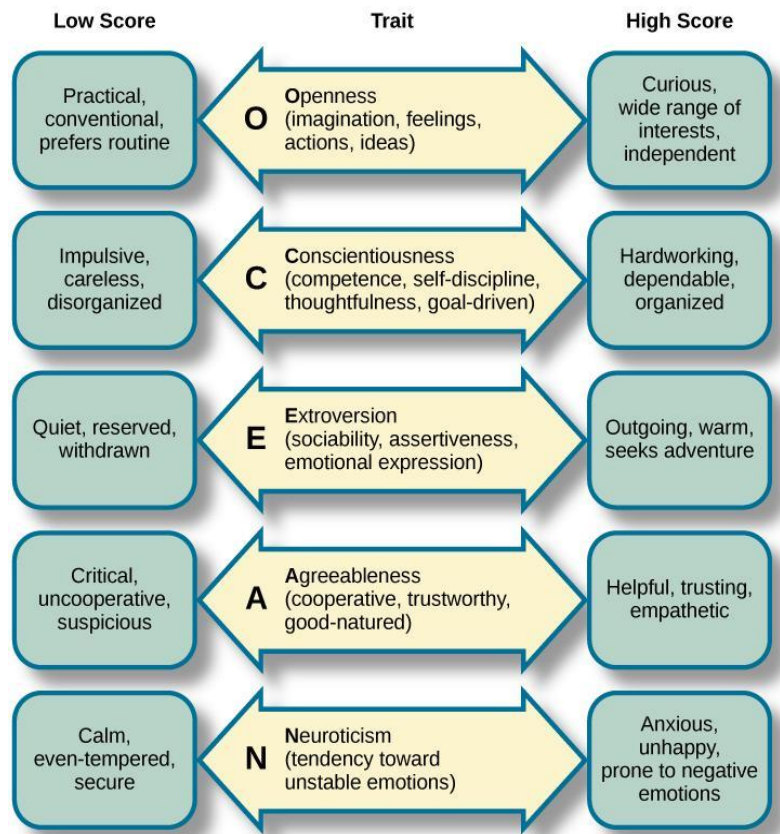 Low Score
Trait
High Score
Practical,
conventional,
prefers routine
O
Openness
(imagination, feelings,
actions, ideas)
Curious,
wide range of
interests,
independent
Impulsive,
careless,
disorganized
C
Conscientiousness
(competence, self-discipline,
thoughtfulness, goal-driven)
Hardworking,
dependable,
organized
Quiet, reserved,
withdrawn
E
Extroversion
(sociability, assertiveness,
emotional expression)
Outgoing, warm,
seeks adventure
Critical,
uncooperative,
suspicious
A
Agreeableness
(cooperative, trustworthy,
good-natured)
Helpful, trusting,
empathetic
Calm,
even-tempered,
secure
N
Neuroticism
(tendency toward
unstable emotions)
Anxious,
unhappy,
prone to negative
emotions